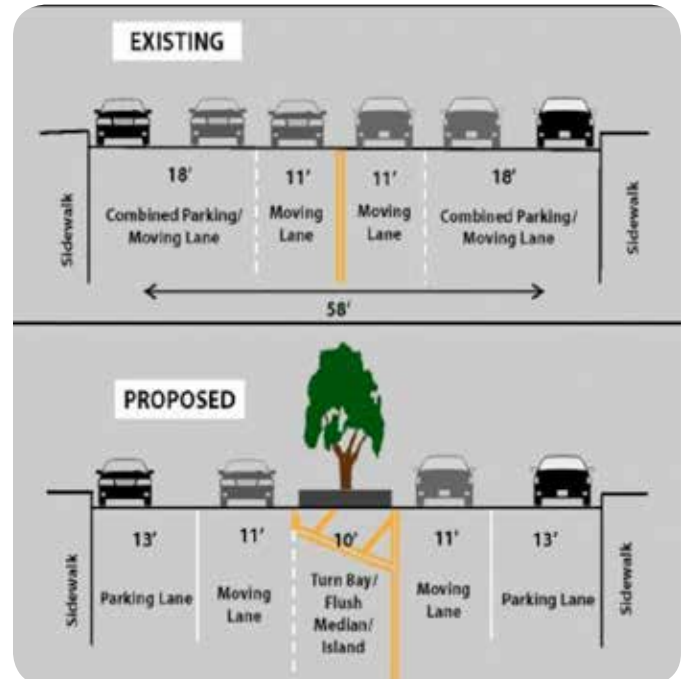 EXISTING
18' 11' 11' 18'
Sidewalk
Combined Parking/
Moving Lane
Moving
Lane
Moving
Lane
Combined Parking/
Moving Lane
Sidewalk
58'
PROPOSED
13' 11' 10' 11' 13'
Sidewalk
Parking Lane
Moving
Lane
Turn Bay/
Flush
Median/
Island
Moving
Lane
Parking Lane
Sidewalk